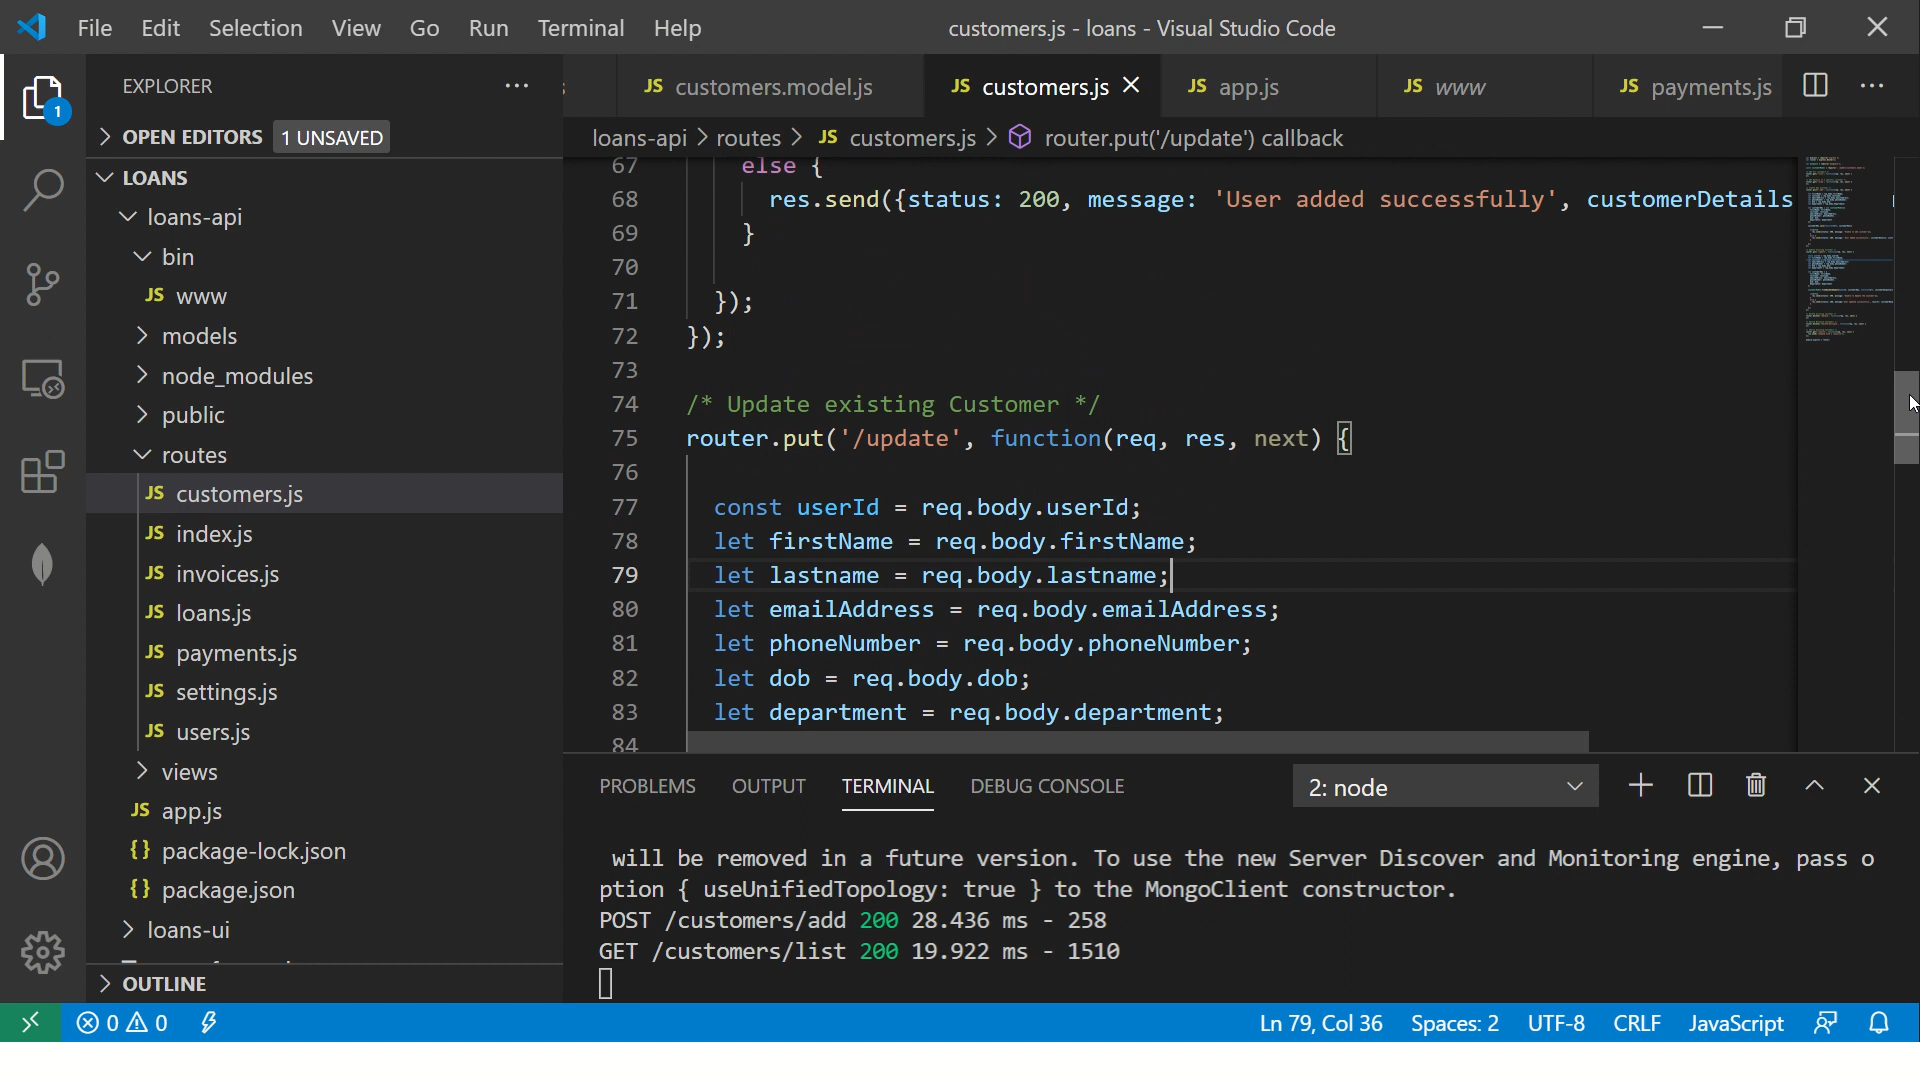 File Edit Selection View Go Run Terminal Help customers.js - loans - Visual Studio Code
EXPLORER
JS customers.model.js JS customers.js JS app.js JS www JS payments.js
1
OPEN EDITORS 1 UNSAVED
loans-api > routes > JS customers.js > router.put('/update') callback
LOANS
loans-api
bin
JS www
models
node_modules
public
routes
JS customers.js
JS index.js
JS invoices.js
JS loans.js
JS payments.js
JS settings.js
JS users.js
views
JS app.js
{} package-lock.json
{} package.json
loans-ui
OUTLINE
67 else {
68 res.send({status: 200, message: 'User added successfully', customerDetails
69 }
70
71 });
72 });
73
74 /* Update existing Customer */
75 router.put('/update', function(req, res, next) {
76
77 const userId = req.body.userId;
78 let firstName = req.body.firstName;
79 let lastname = req.body.lastname;
80 let emailAddress = req.body.emailAddress;
81 let phoneNumber = req.body.phoneNumber;
82 let dob = req.body.dob;
83 let department = req.body.department;
84
PROBLEMS OUTPUT TERMINAL DEBUG CONSOLE 2: node
will be removed in a future version. To use the new Server Discover and Monitoring engine, pass o
ption { useUnifiedTopology: true } to the MongoClient constructor.
POST /customers/add 200 28.436 ms - 258
GET /customers/list 200 19.922 ms - 1510
0 0 Ln 79, Col 36 Spaces: 2 UTF-8 CRLF JavaScript